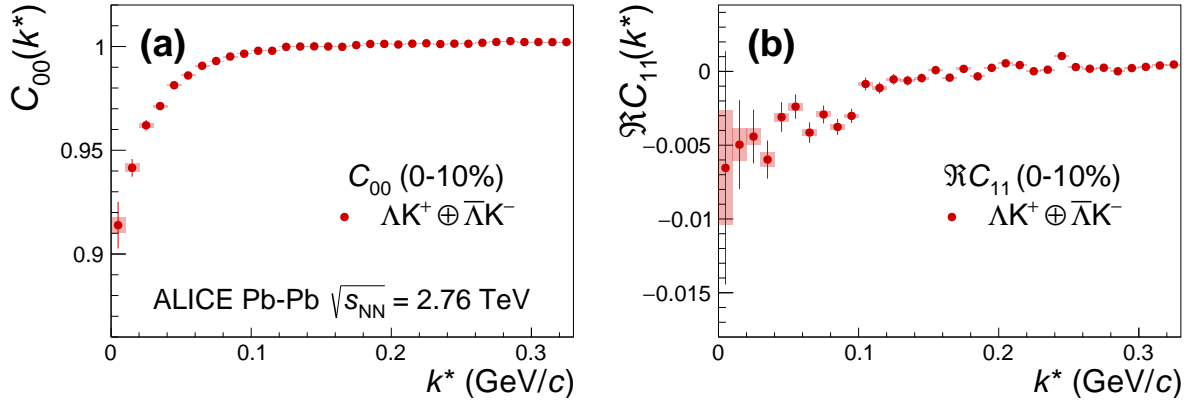 C₀₀(k*)
(a)
1
0.95
0.9
C₀₀ (0-10%)
ΛK⁺ ⊕ Λ̅K⁻
ALICE Pb-Pb √s_NN = 2.76 TeV
0 0.1 0.2 0.3
k* (GeV/c)
ℜC₁₁(k*)
(b)
0
−0.005
−0.01
−0.015
ℜC₁₁ (0-10%)
ΛK⁺ ⊕ Λ̅K⁻
0 0.1 0.2 0.3
k* (GeV/c)